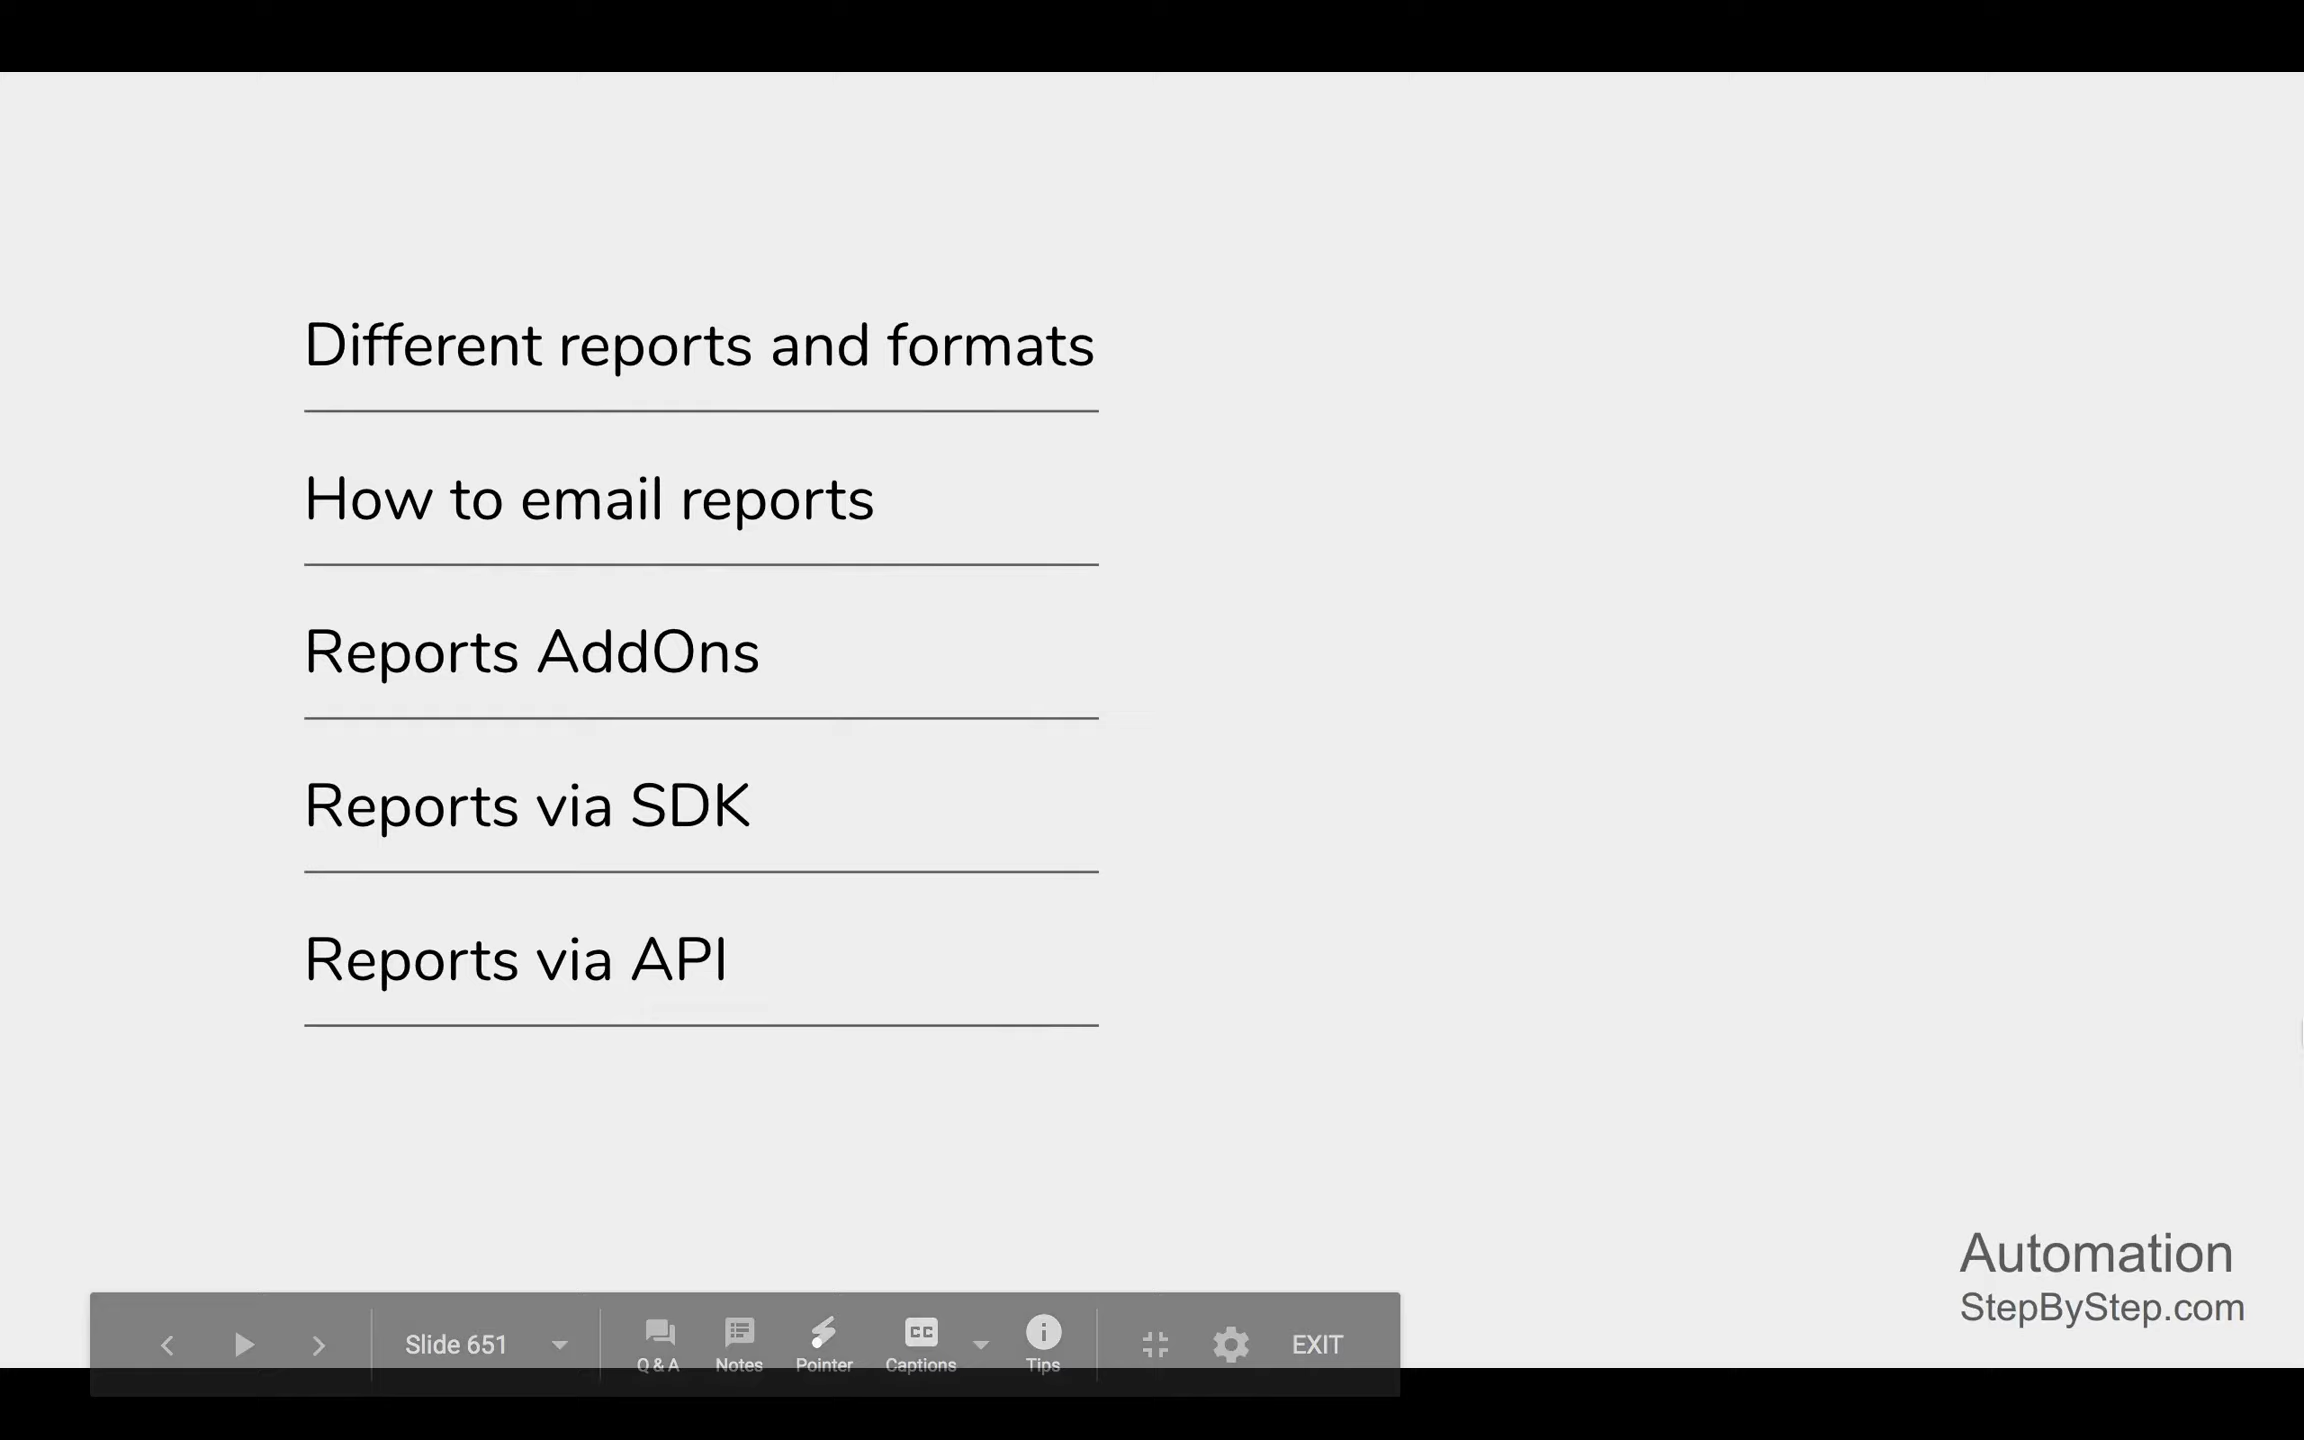 Different reports and formats
How to email reports
Reports AddOns
Reports via SDK
Reports via API
Automation
StepByStep.com
Slide 651
Q & A
Notes
Pointer
CC
Captions
Tips
EXIT